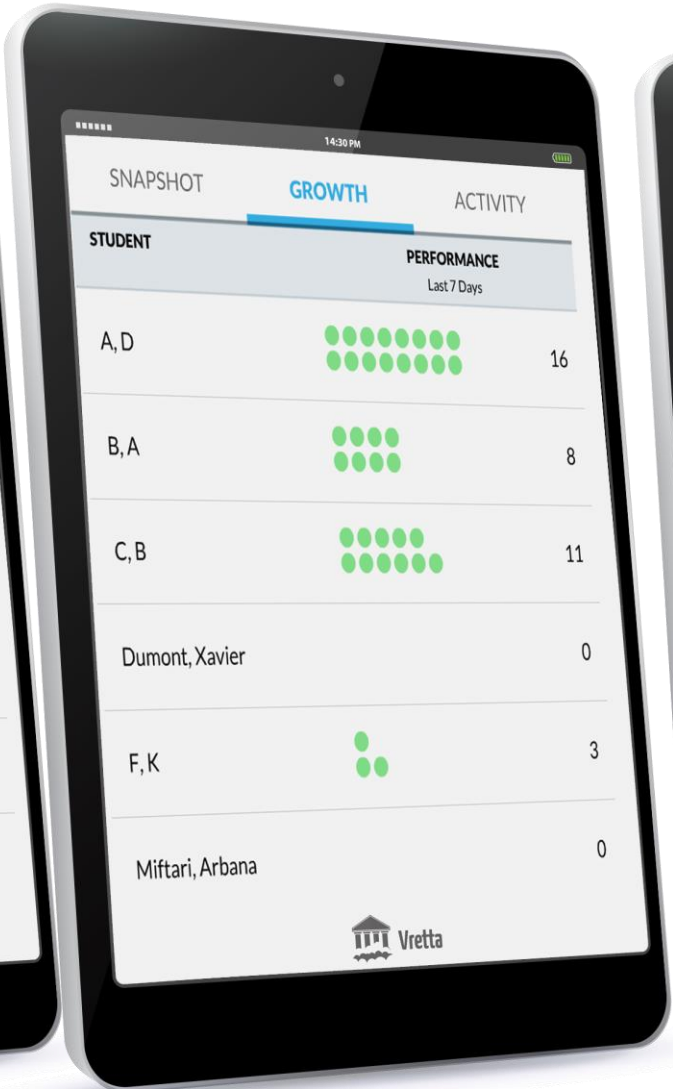 14:30 PM
SNAPSHOT GROWTH ACTIVITY
STUDENT PERFORMANCE
Last 7 Days
A, D 16
B, A 8
C, B 11
Dumont, Xavier 0
F, K 3
Miftari, Arbana 0
Vretta